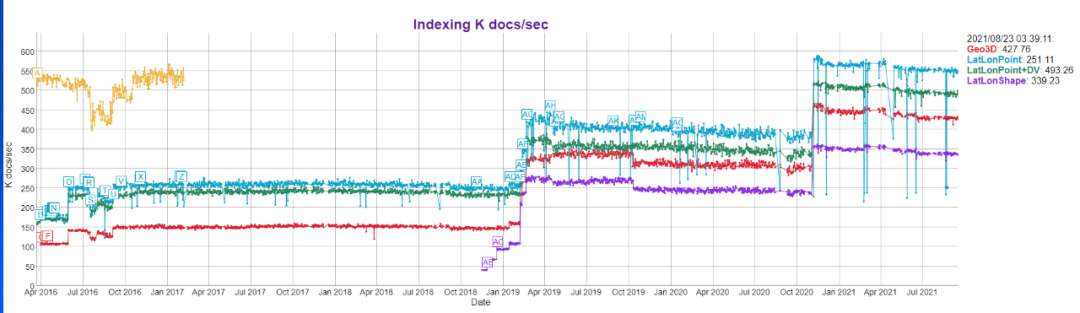 Indexing K docs/sec
2021/08/23 03:39:11:
Geo3D: 427.76
LatLonPoint: 251.11
LatLonPoint+DV: 493.26
LatLonShape: 339.23
K docs/sec
600
550
500
450
400
350
300
250
200
150
100
50
0
A
F
N
O
R
S
T
U
V
X
Z
AA
AC
AK
AN
Apr 2016
Jul 2016
Oct 2016
Jan 2017
Apr 2017
Jul 2017
Oct 2017
Jan 2018
Apr 2018
Jul 2018
Oct 2018
Jan 2019
Apr 2019
Jul 2019
Oct 2019
Jan 2020
Apr 2020
Jul 2020
Oct 2020
Jan 2021
Apr 2021
Jul 2021
Date